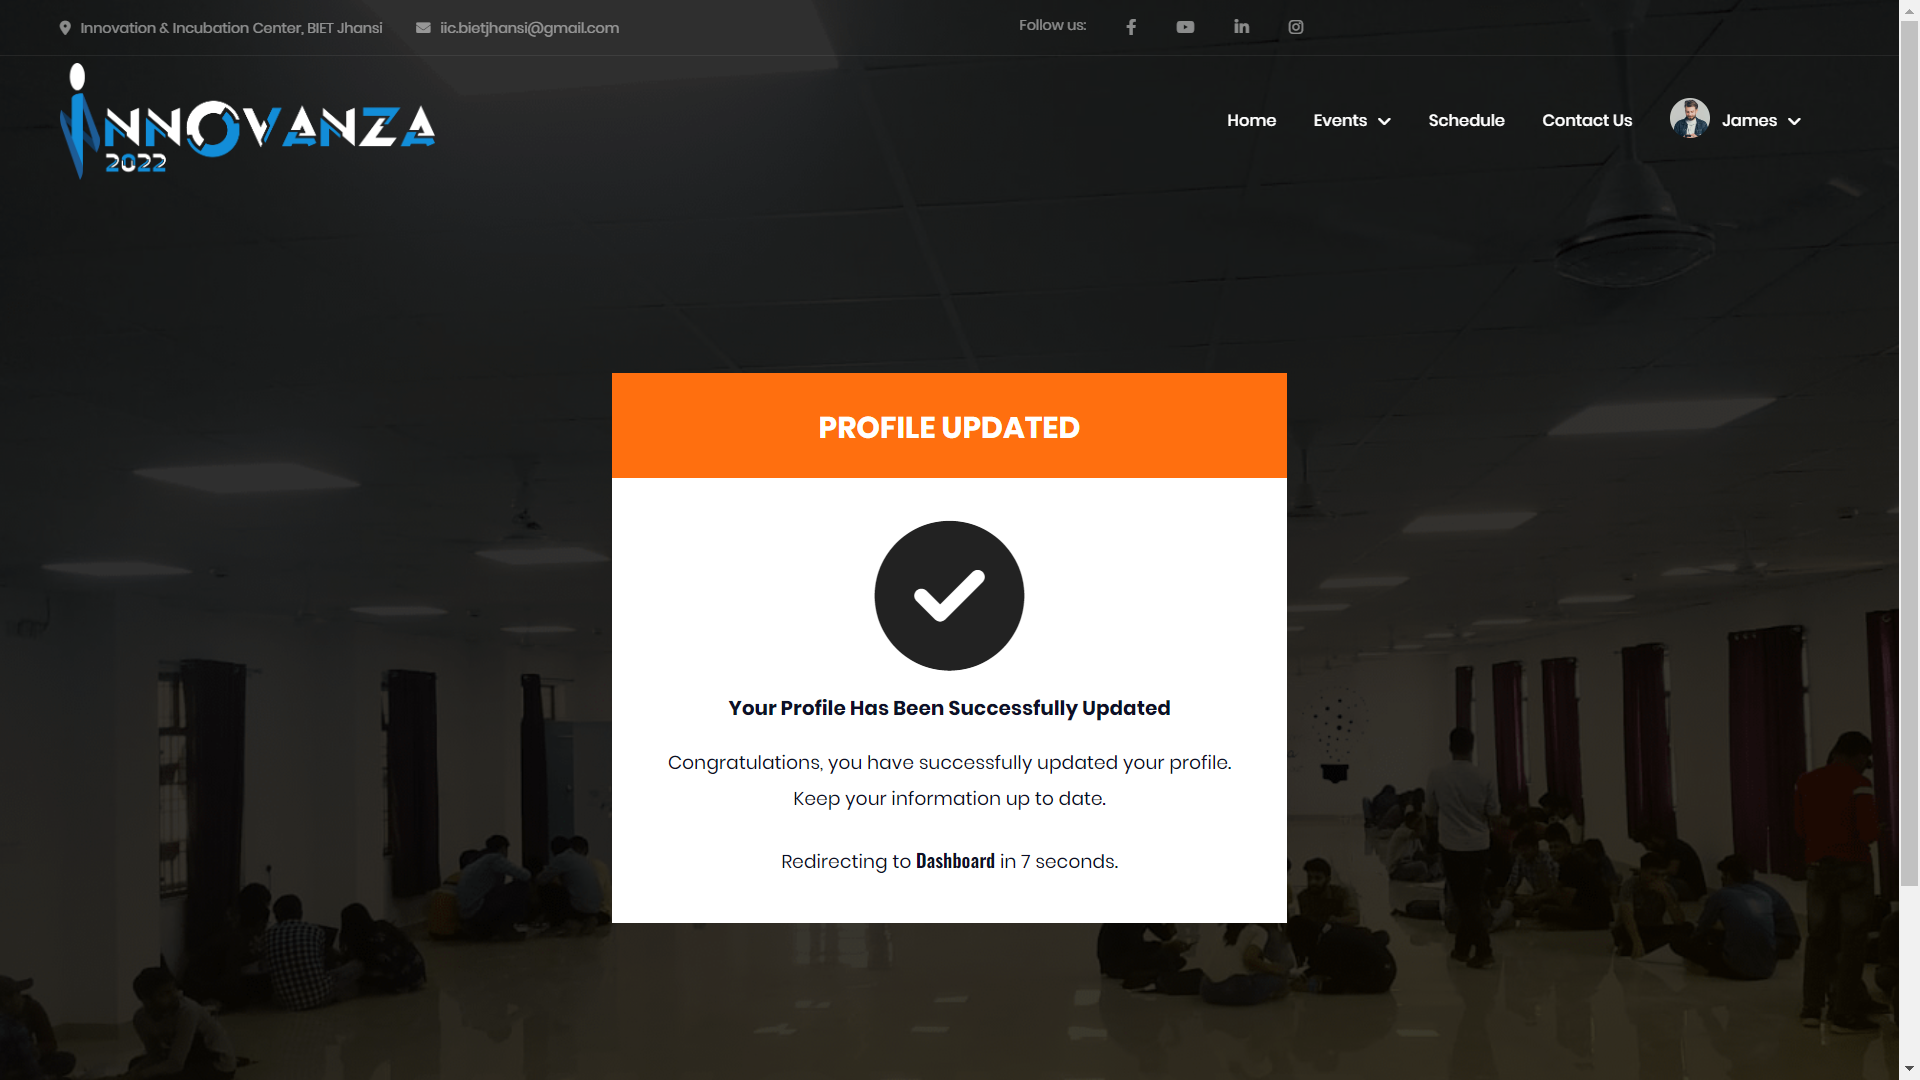 Innovation & Incubation Center, BIET Jhansi
iic.bietjhansi@gmail.com
Follow us:
INNOVANZA
2022
Home
Events
Schedule
Contact Us
James
PROFILE UPDATED
Your Profile Has Been Successfully Updated
Congratulations, you have successfully updated your profile.
Keep your information up to date.
Redirecting to Dashboard in 7 seconds.